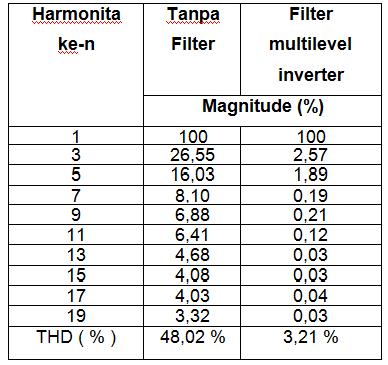 Harmonita Tanpa Filter
ke-n Filter multilevel
inverter
Magnitude (%)
1 100 100
3 26,55 2,57
5 16,03 1,89
7 8,10 0,19
9 6,88 0,21
11 6,41 0,12
13 4,68 0,03
15 4,08 0,03
17 4,03 0,04
19 3,32 0,03
THD ( % ) 48,02 % 3,21 %